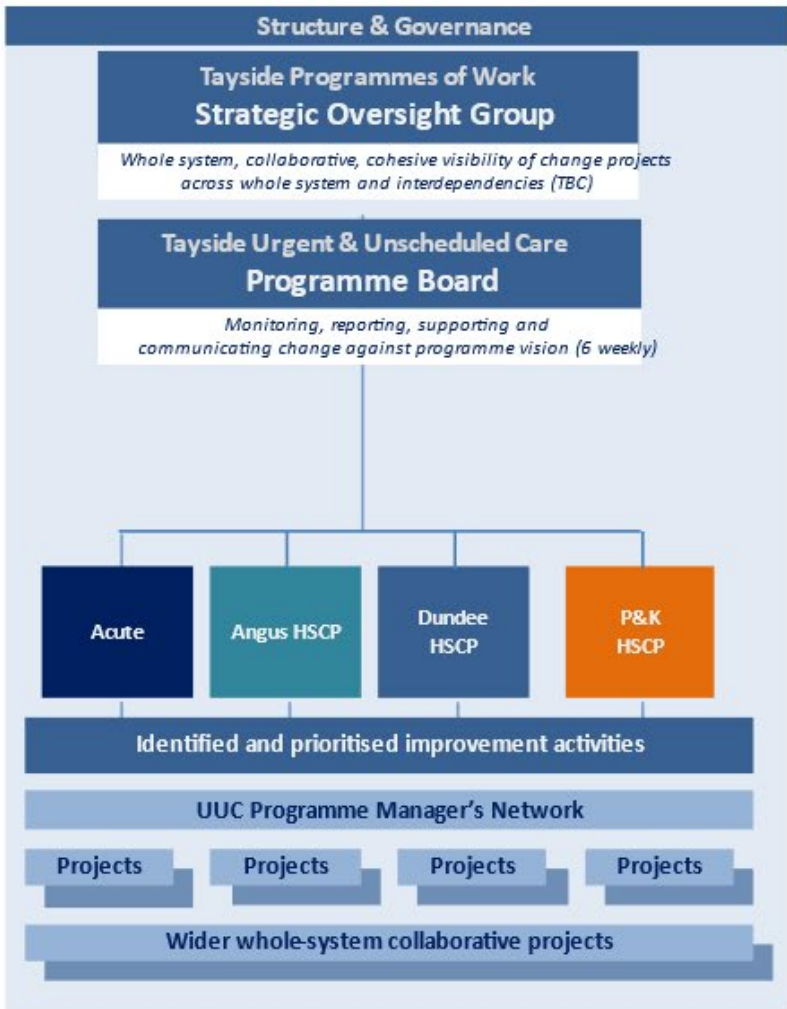 Structure & Governance
Tayside Programmes of Work
Strategic Oversight Group
Whole system, collaborative, cohesive visibility of change projects
across whole system and interdependencies (TBC)
Tayside Urgent & Unscheduled Care
Programme Board
Monitoring, reporting, supporting and
communicating change against programme vision (6 weekly)
Acute
Angus HSCP
Dundee
HSCP
P&K
HSCP
Identified and prioritised improvement activities
UUC Programme Manager’s Network
Projects
Projects
Projects
Projects
Wider whole-system collaborative projects